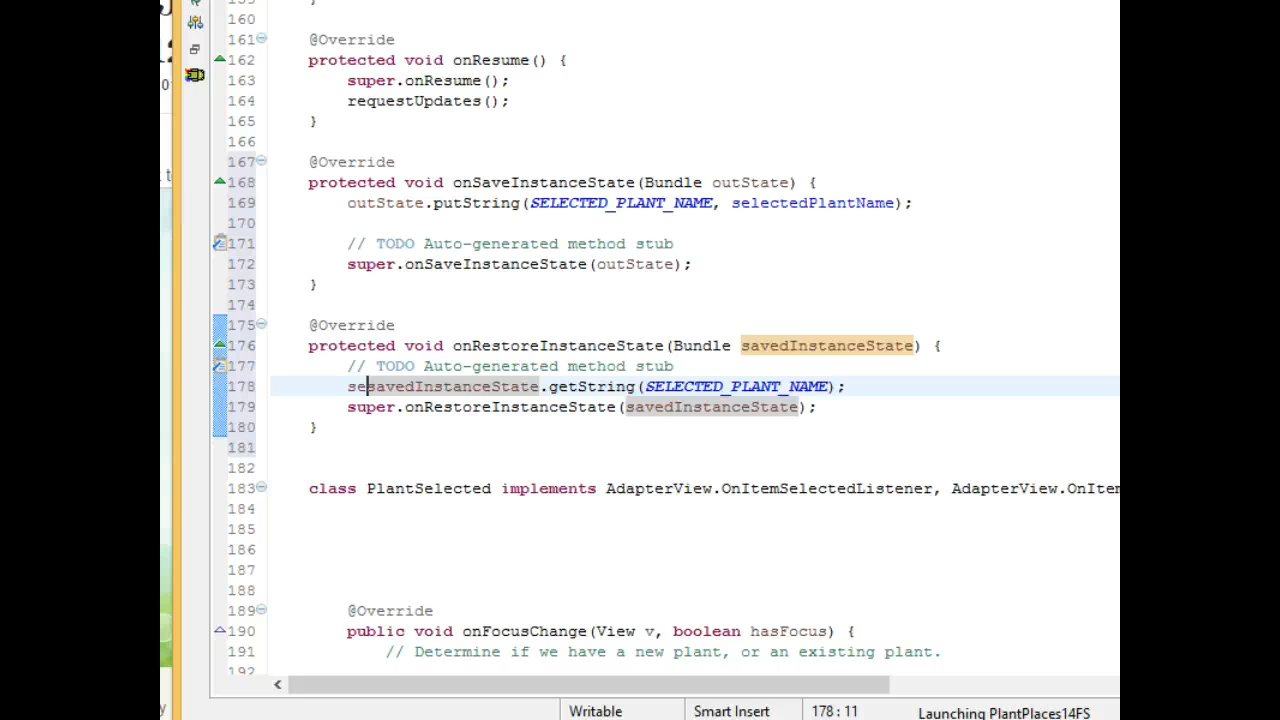 160
161 @Override
162 protected void onResume() {
163 super.onResume();
164 requestUpdates();
165 }
166
167 @Override
168 protected void onSaveInstanceState(Bundle outState) {
169 outState.putString(SELECTED_PLANT_NAME, selectedPlantName);
170
171 // TODO Auto-generated method stub
172 super.onSaveInstanceState(outState);
173 }
174
175 @Override
176 protected void onRestoreInstanceState(Bundle savedInstanceState) {
177 // TODO Auto-generated method stub
178 sesavedInstanceState.getString(SELECTED_PLANT_NAME);
179 super.onRestoreInstanceState(savedInstanceState);
180 }
181
182
183 class PlantSelected implements AdapterView.OnItemSelectedListener, AdapterView.OnItem
184
185
186
187
188
189 @Override
190 public void onFocusChange(View v, boolean hasFocus) {
191 // Determine if we have a new plant, or an existing plant.
192
Writable Smart Insert 178 : 11 Launching PlantPlaces14FS